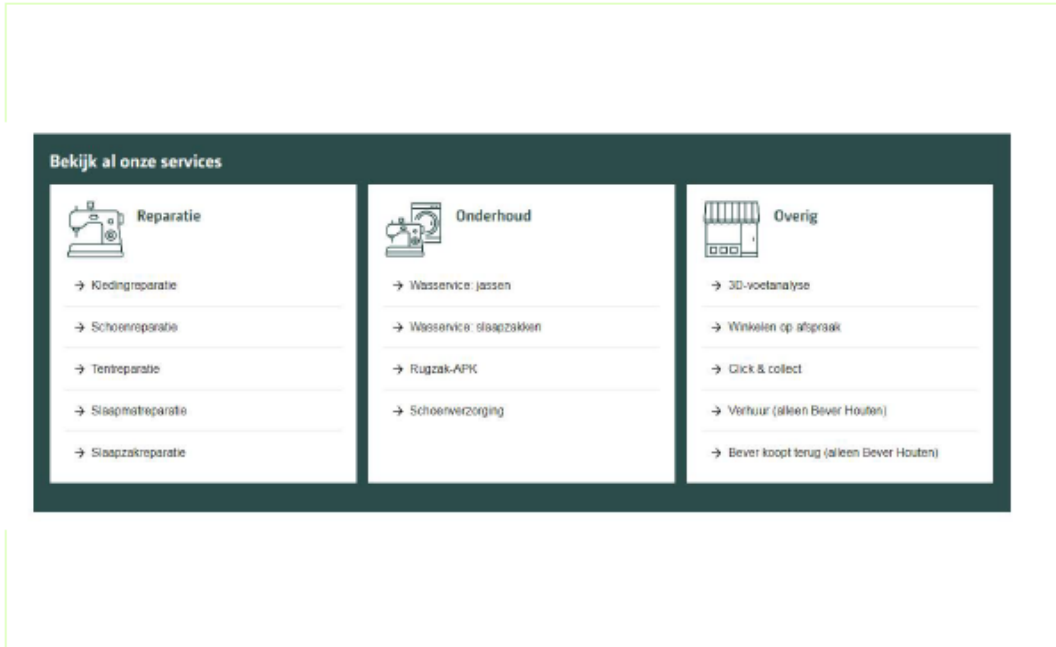 Bekijk al onze services
Reparatie
→ Kledingreparatie
→ Schoenreparatie
→ Tentreparatie
→ Slaapmatreparatie
→ Slaapzakreparatie
Onderhoud
→ Wasservice: jassen
→ Wasservice: slaapzakken
→ Rugzak-APK
→ Schoenverzorging
Overig
→ 3D-voetanalyse
→ Winkelen op afspraak
→ Click & collect
→ Verhuur (alleen Bever Houten)
→ Bever koopt terug (alleen Bever Houten)